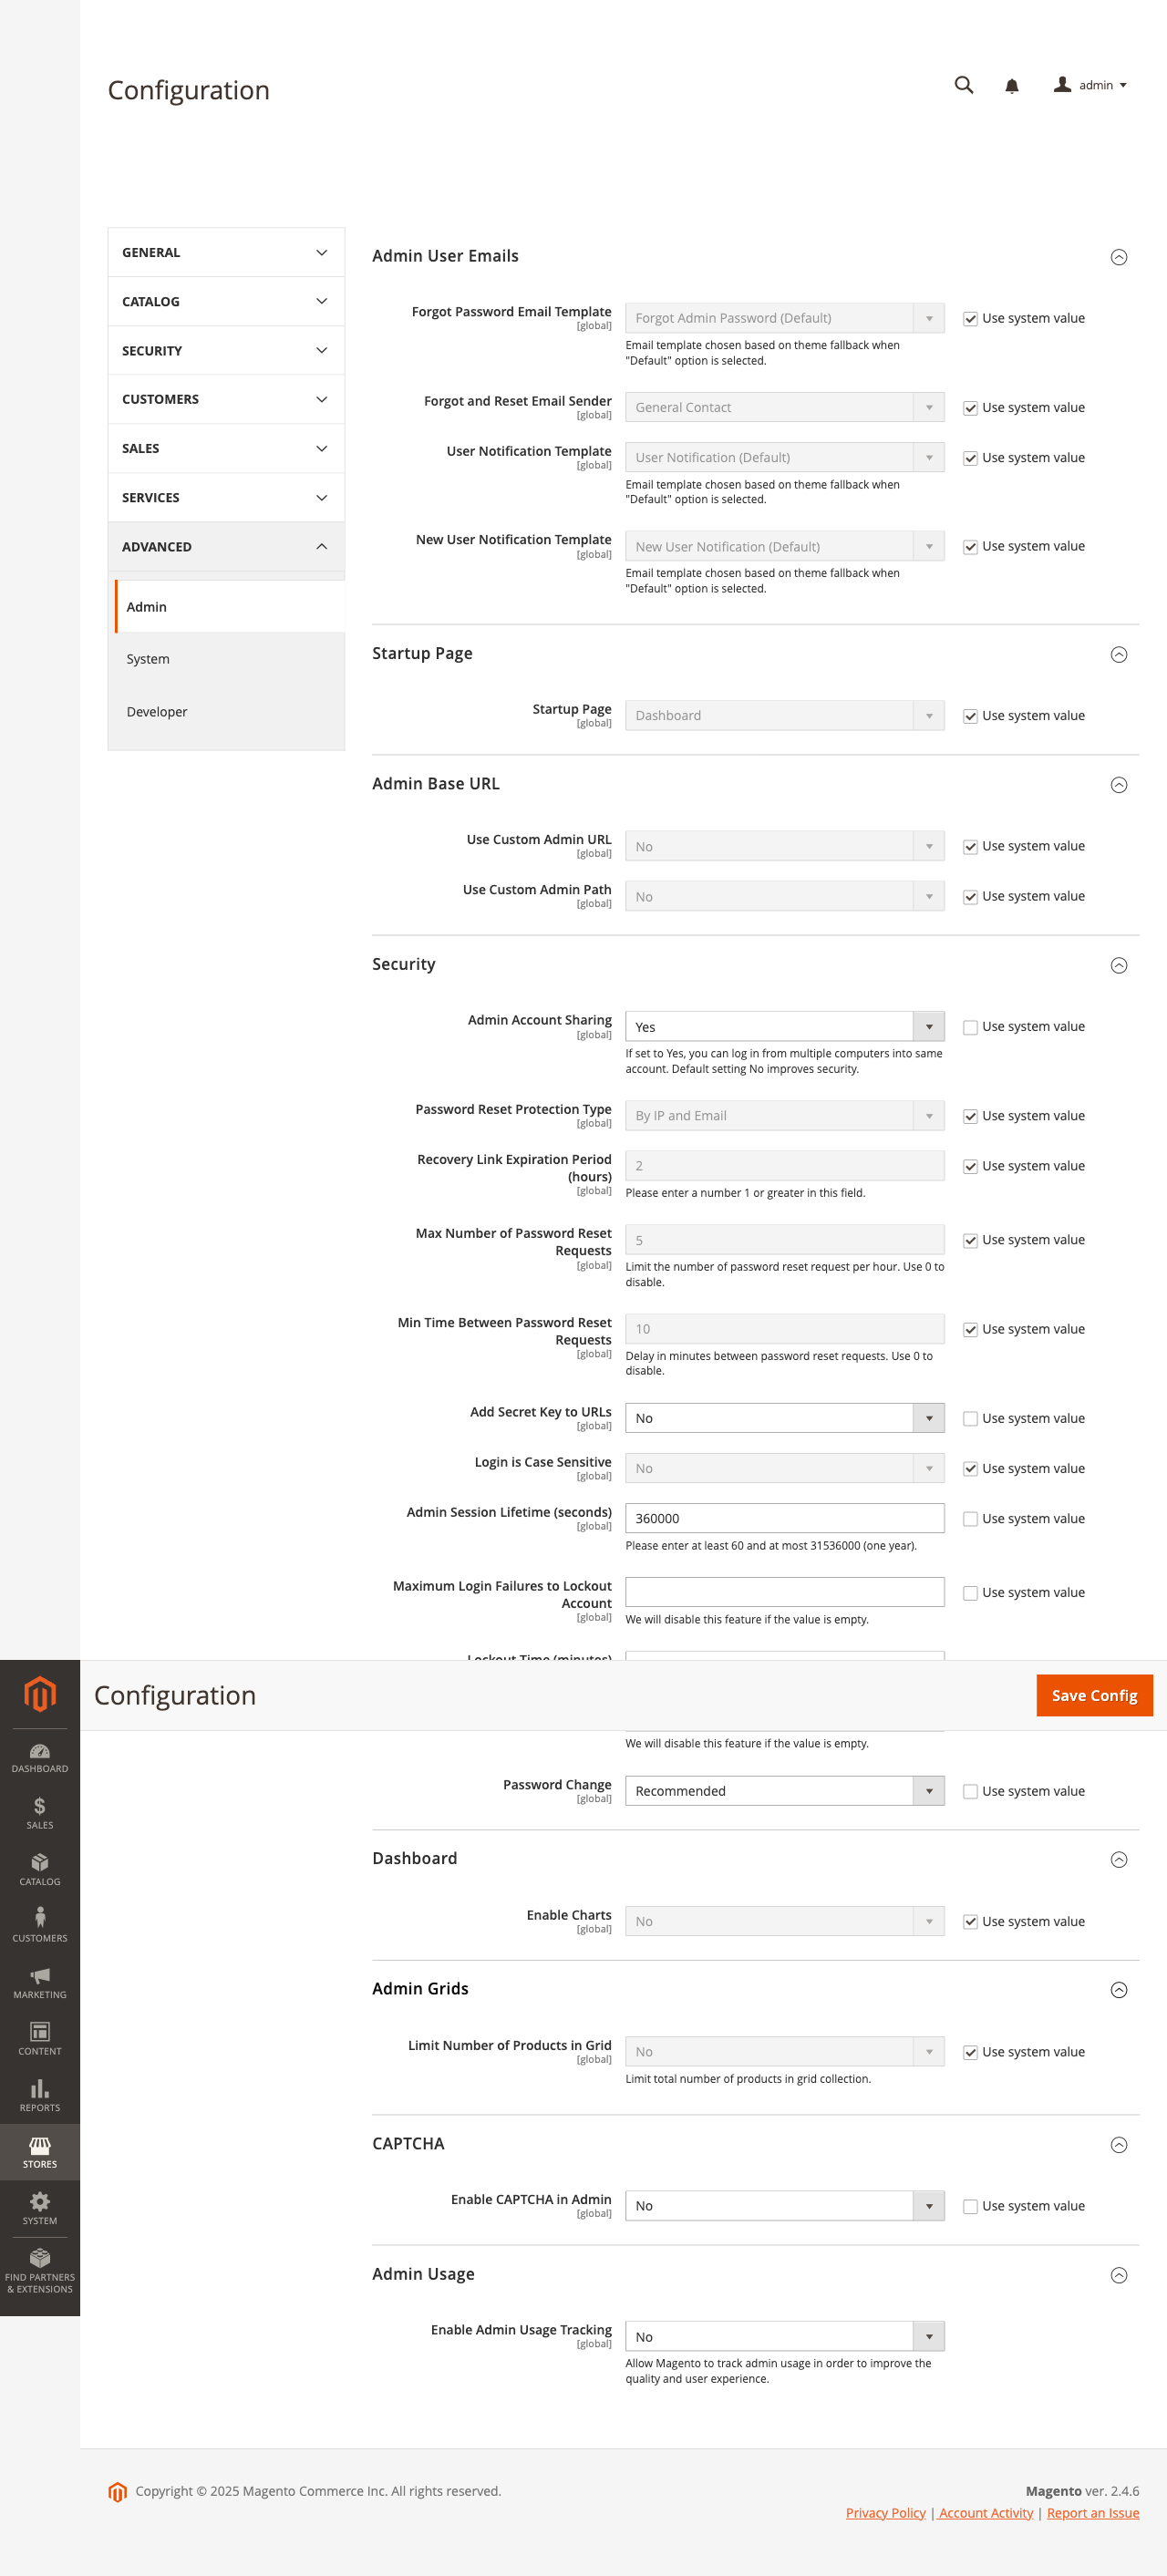 Configuration
admin
GENERAL
CATALOG
SECURITY
CUSTOMERS
SALES
SERVICES
ADVANCED
Admin
System
Developer
Admin User Emails
Forgot Password Email Template
[global]
Forgot Admin Password (Default)
Use system value
Email template chosen based on theme fallback when
"Default" option is selected.
Forgot and Reset Email Sender
[global]
General Contact
Use system value
User Notification Template
[global]
User Notification (Default)
Use system value
Email template chosen based on theme fallback when
"Default" option is selected.
New User Notification Template
[global]
New User Notification (Default)
Use system value
Email template chosen based on theme fallback when
"Default" option is selected.
Startup Page
Startup Page
[global]
Dashboard
Use system value
Admin Base URL
Use Custom Admin URL
[global]
No
Use system value
Use Custom Admin Path
[global]
No
Use system value
Security
Admin Account Sharing
[global]
Yes
Use system value
If set to Yes, you can log in from multiple computers into same
account. Default setting No improves security.
Password Reset Protection Type
[global]
By IP and Email
Use system value
Recovery Link Expiration Period
(hours)
[global]
2
Use system value
Please enter a number 1 or greater in this field.
Max Number of Password Reset
Requests
[global]
5
Use system value
Limit the number of password reset request per hour. Use 0 to
disable.
Min Time Between Password Reset
Requests
[global]
10
Use system value
Delay in minutes between password reset requests. Use 0 to
disable.
Add Secret Key to URLs
[global]
No
Use system value
Login is Case Sensitive
[global]
No
Use system value
Admin Session Lifetime (seconds)
[global]
360000
Use system value
Please enter at least 60 and at most 31536000 (one year).
Maximum Login Failures to Lockout
Account
[global]
Use system value
We will disable this feature if the value is empty.
Lockout Time (minutes)
Configuration
Save Config
We will disable this feature if the value is empty.
Password Change
[global]
Recommended
Use system value
Dashboard
Enable Charts
[global]
No
Use system value
Admin Grids
Limit Number of Products in Grid
[global]
No
Use system value
Limit total number of products in grid collection.
CAPTCHA
Enable CAPTCHA in Admin
[global]
No
Use system value
Admin Usage
Enable Admin Usage Tracking
[global]
No
Allow Magento to track admin usage in order to improve the
quality and user experience.
DASHBOARD
SALES
CATALOG
CUSTOMERS
MARKETING
CONTENT
REPORTS
STORES
SYSTEM
FIND PARTNERS
& EXTENSIONS
Copyright © 2025 Magento Commerce Inc. All rights reserved.
Magento ver. 2.4.6
Privacy Policy | Account Activity | Report an Issue